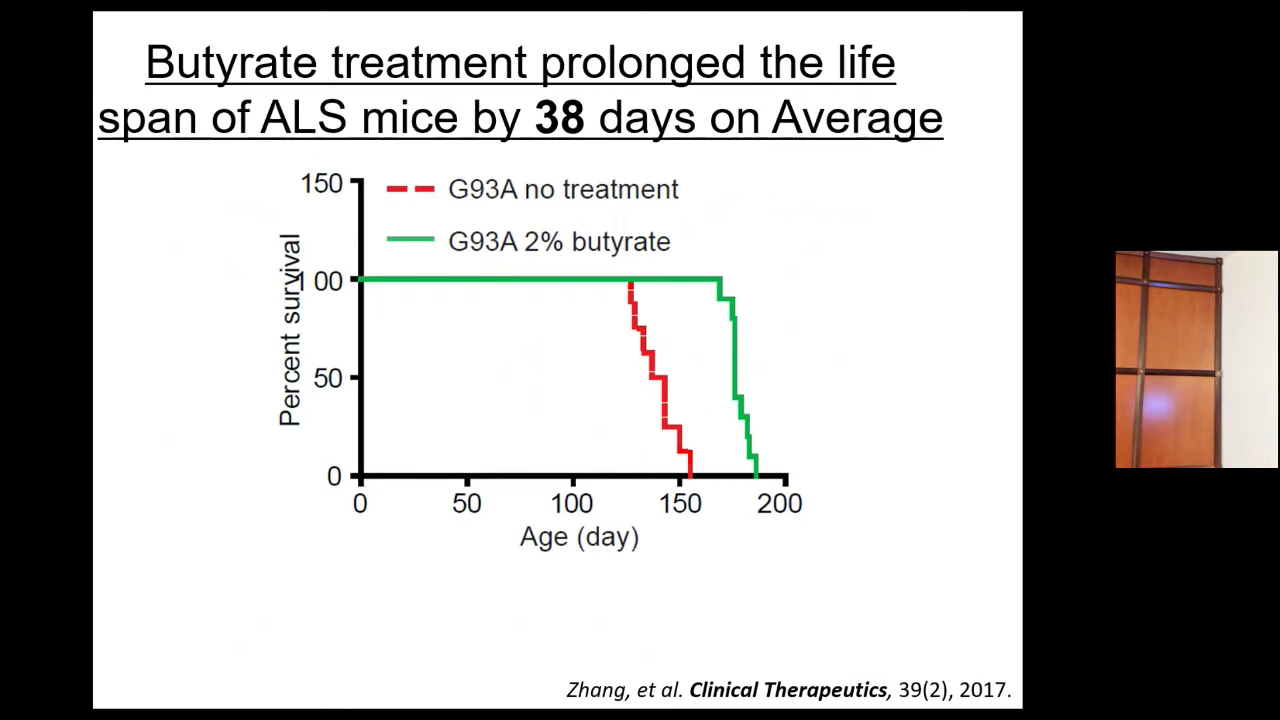 Butyrate treatment prolonged the life
span of ALS mice by 38 days on Average
150
G93A no treatment
G93A 2% butyrate
Percent survival
100
50
0
0 50 100 150 200
Age (day)
Zhang, et al. Clinical Therapeutics, 39(2), 2017.